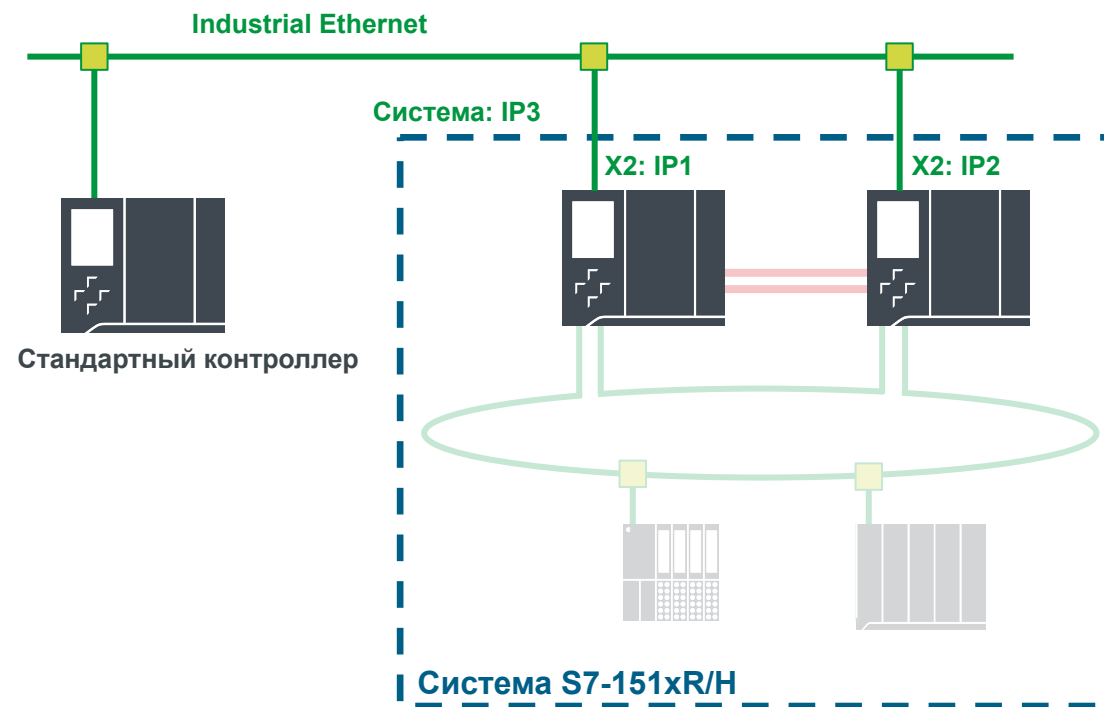 Industrial Ethernet
Система: IP3
X2: IP1
X2: IP2
Стандартный контроллер
Система S7-151xR/H